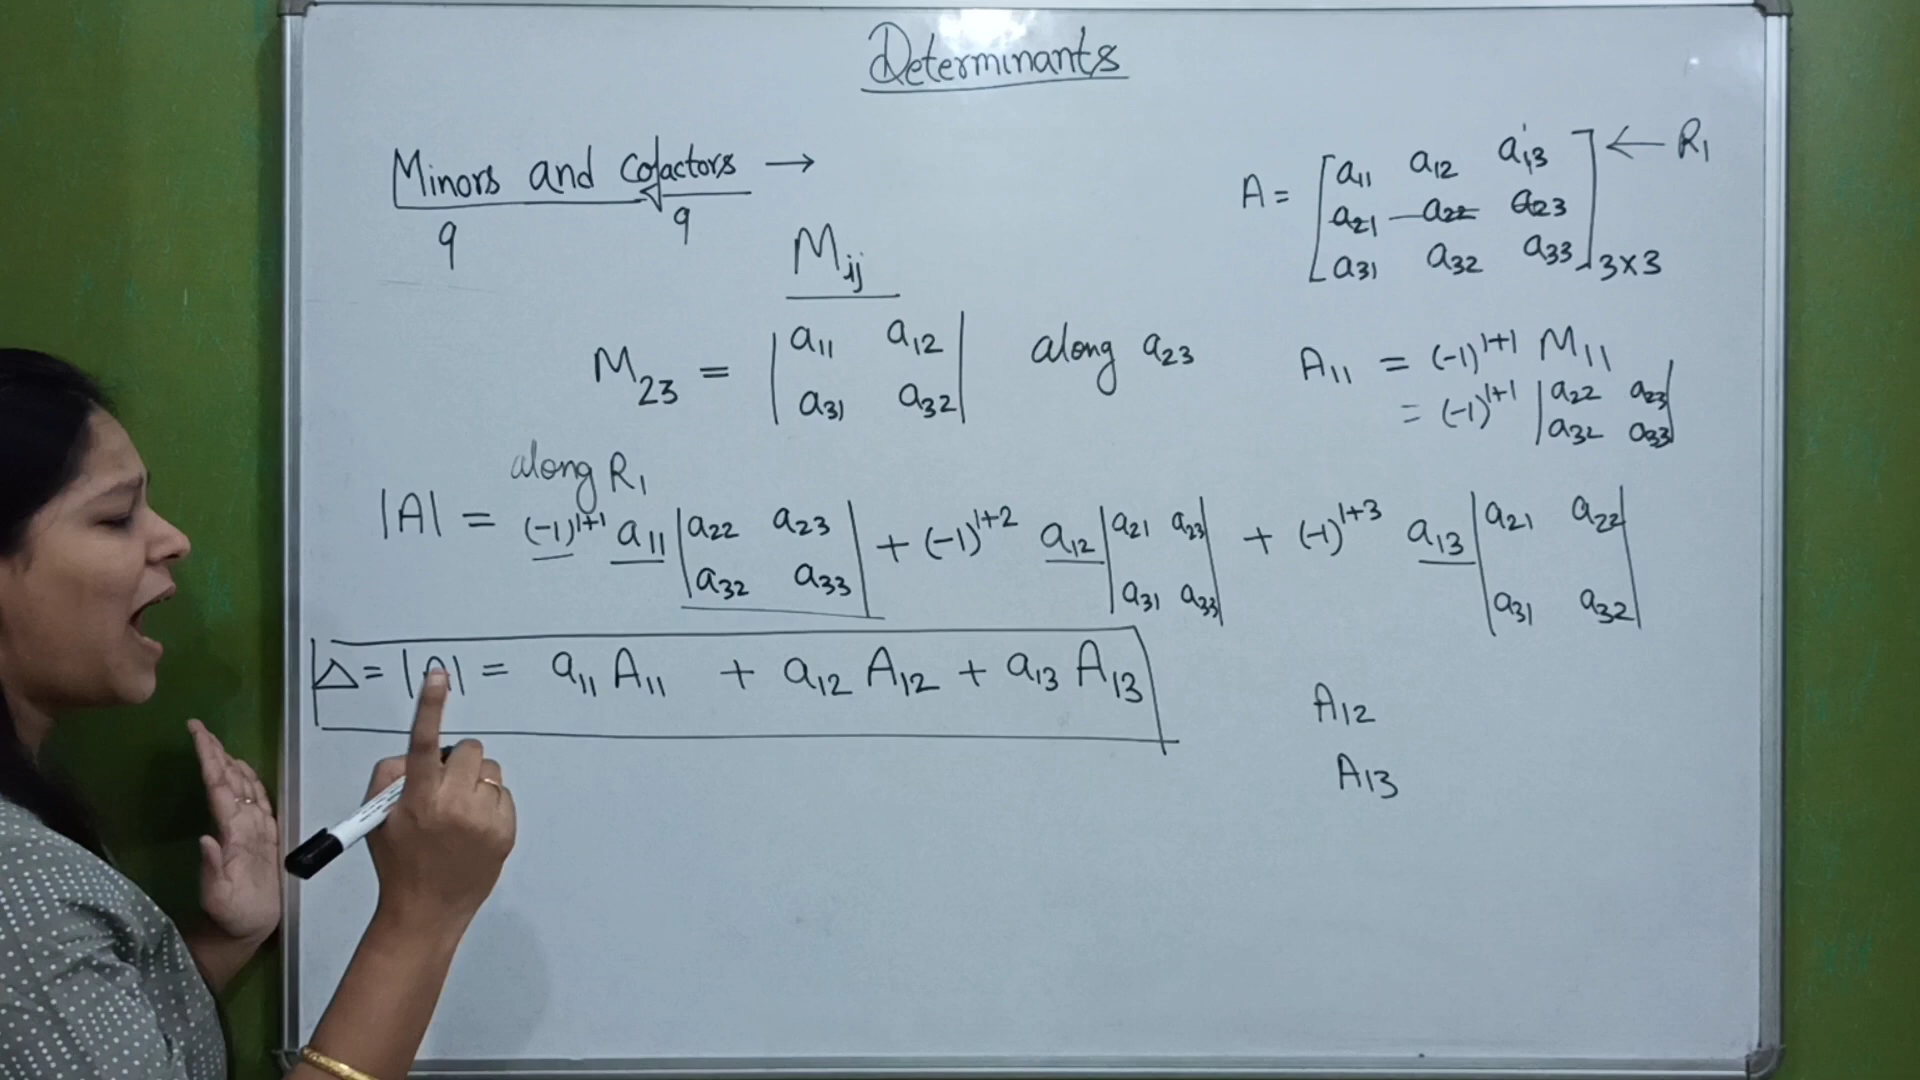 Determinants
Minors and Cofactors →
9 9
A = [a11 a12 a13 ← R1
a21 a22 a23
a31 a32 a33]3×3
Mij
M23 = |a11 a12
a31 a32| along a23
A11 = (-1)^1+1 M11
= (-1)^1+1 |a22 a23
a32 a33|
along R1
|A| = (-1)^1+1 a11 |a22 a23 + (-1)^1+2 a12 |a21 a23 + (-1)^1+3 a13 |a21 a22
a32 a33| a31 a33| a31 a32|
Δ = |A| = a11 A11 + a12 A12 + a13 A13
A12
A13